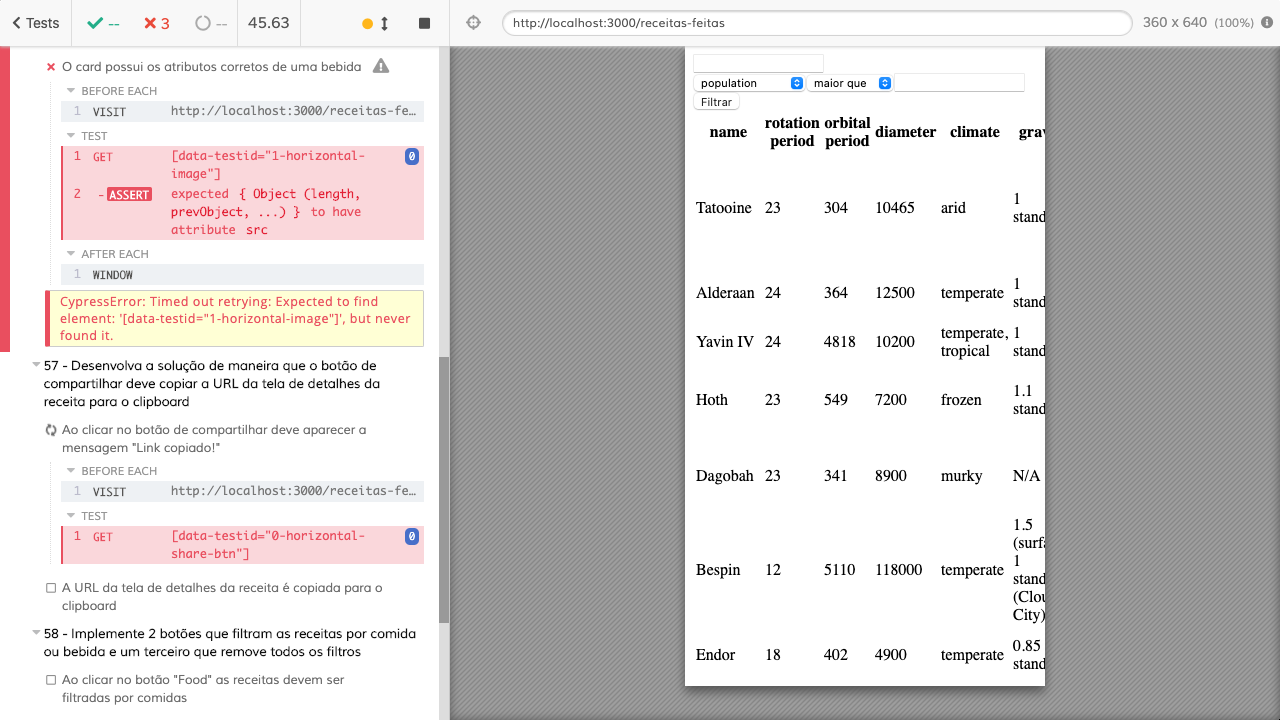 Tests
--
3
--
45.63
http://localhost:3000/receitas-feitas
360 x 640 (100%)
O card possui os atributos corretos de uma bebida
BEFORE EACH
1 VISIT http://localhost:3000/receitas-fe…
TEST
1 GET [data-testid="1-horizontal-
image"] 0
2 -ASSERT expected { Object (length,
prevObject, ...) } to have
attribute src
AFTER EACH
1 WINDOW
CypressError: Timed out retrying: Expected to find
element: '[data-testid="1-horizontal-image"]', but never
found it.
57 - Desenvolva a solução de maneira que o botão de
compartilhar deve copiar a URL da tela de detalhes da
receita para o clipboard
Ao clicar no botão de compartilhar deve aparecer a
mensagem "Link copiado!"
BEFORE EACH
1 VISIT http://localhost:3000/receitas-fe…
TEST
1 GET [data-testid="0-horizontal-
share-btn"] 0
A URL da tela de detalhes da receita é copiada para o
clipboard
58 - Implemente 2 botões que filtram as receitas por comida
ou bebida e um terceiro que remove todos os filtros
Ao clicar no botão "Food" as receitas devem ser
filtradas por comidas
population maior que
Filtrar
name rotation period orbital period diameter climate grav
Tatooine 23 304 10465 arid 1 stand
Alderaan 24 364 12500 temperate 1 stand
Yavin IV 24 4818 10200 temperate, tropical 1 stand
Hoth 23 549 7200 frozen 1.1 stand
Dagobah 23 341 8900 murky N/A
Bespin 12 5110 118000 temperate 1.5 (surfa 1 stand (Clou City)
Endor 18 402 4900 temperate 0.85 stand